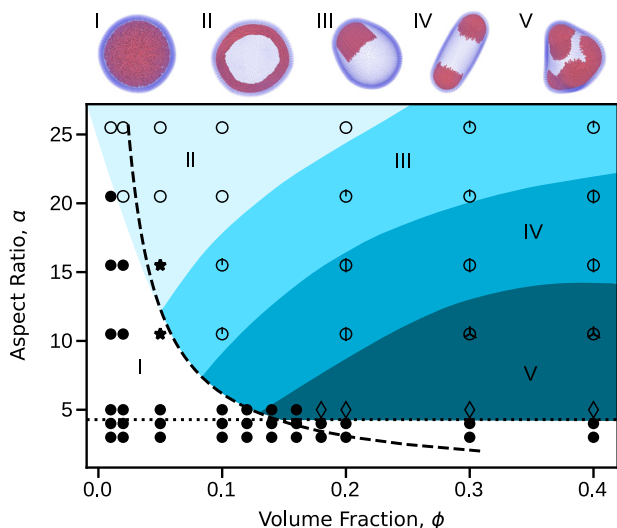 I II III IV V
25
20
15
10
5
II
III
IV
I
V
0.0 0.1 0.2 0.3 0.4
Aspect Ratio, α
Volume Fraction, ϕ